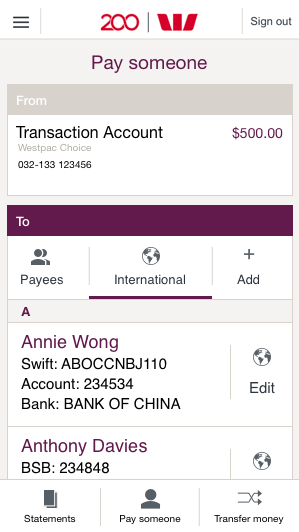 200
Sign out
Pay someone
From
Transaction Account
$500.00
Westpac Choice
032-133 123456
To
Payees
International
Add
A
Annie Wong
Swift: ABOCCNBJ110
Account: 234534
Bank: BANK OF CHINA
Edit
Anthony Davies
BSB: 234848
Statements
Pay someone
Transfer money